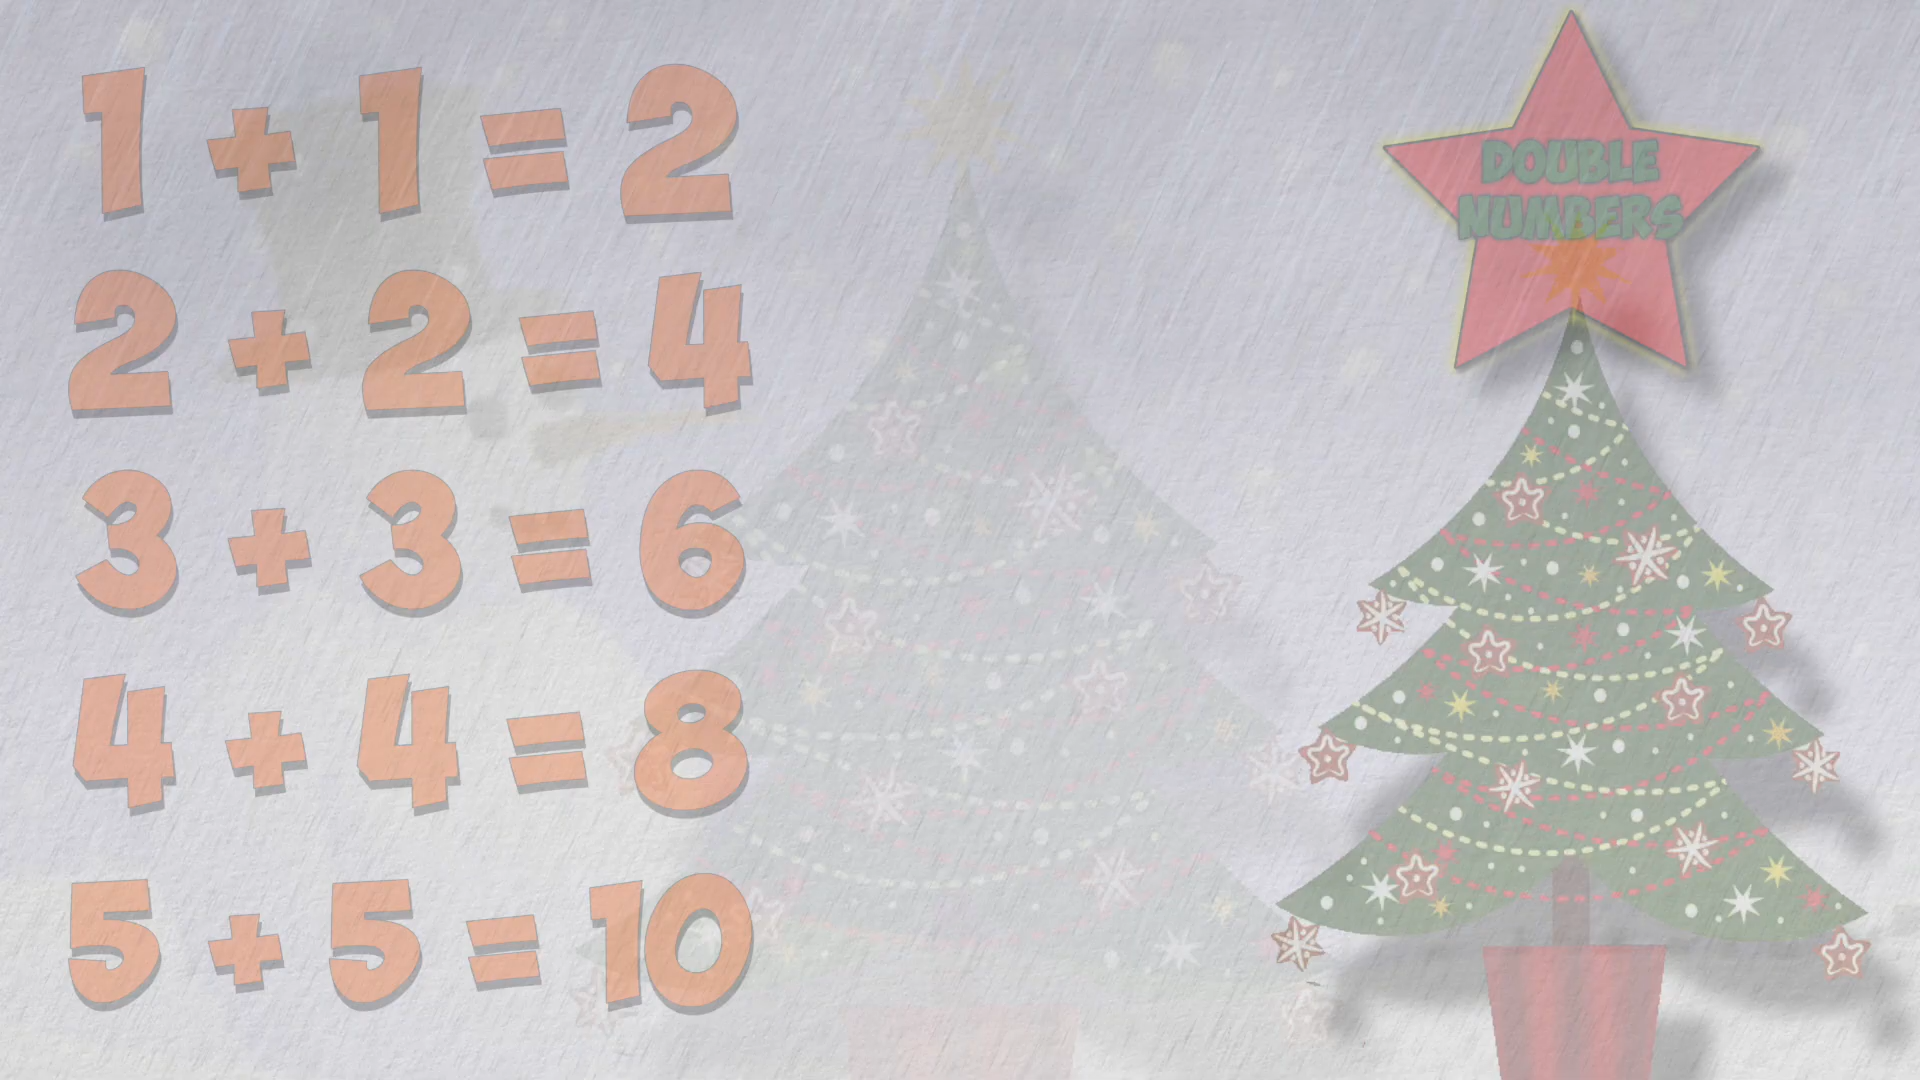 1 + 1 = 2
2 + 2 = 4
3 + 3 = 6
4 + 4 = 8
5 + 5 = 10
DOUBLE
NUMBERS